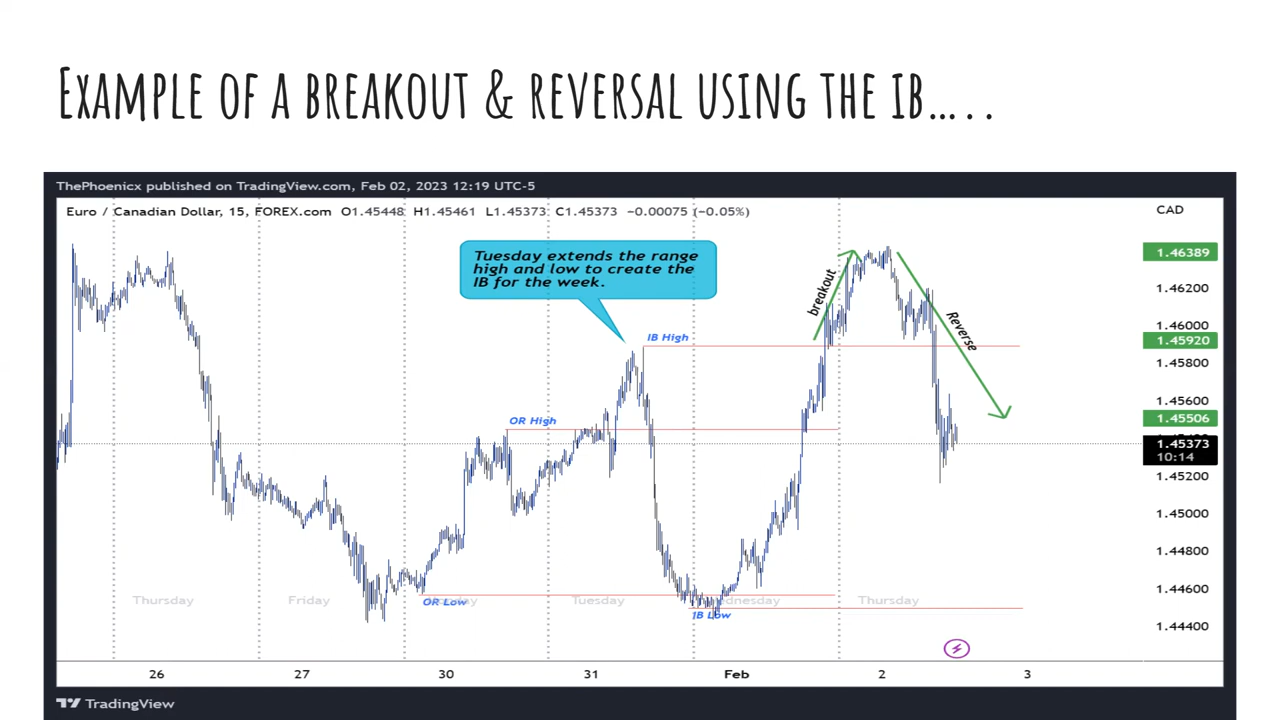 EXAMPLE OF A BREAKOUT & REVERSAL USING THE IB.....
ThePhoenicx published on TradingView.com, Feb 02, 2023 12:19 UTC-5
Euro / Canadian Dollar, 15, FOREX.com O1.45448 H1.45461 L1.45373 C1.45373 −0.00075 (−0.05%)
CAD
Tuesday extends the range
high and low to create the
IB for the week.
breakout
Reverse
IB High
OR High
OR Low
IB Low
1.46389
1.46200
1.46000
1.45920
1.45800
1.45600
1.45506
1.45373
10:14
1.45200
1.45000
1.44800
1.44600
1.44400
Thursday
Friday
Tuesday
Wednesday
Thursday
26
27
30
31
Feb
2
3
TradingView